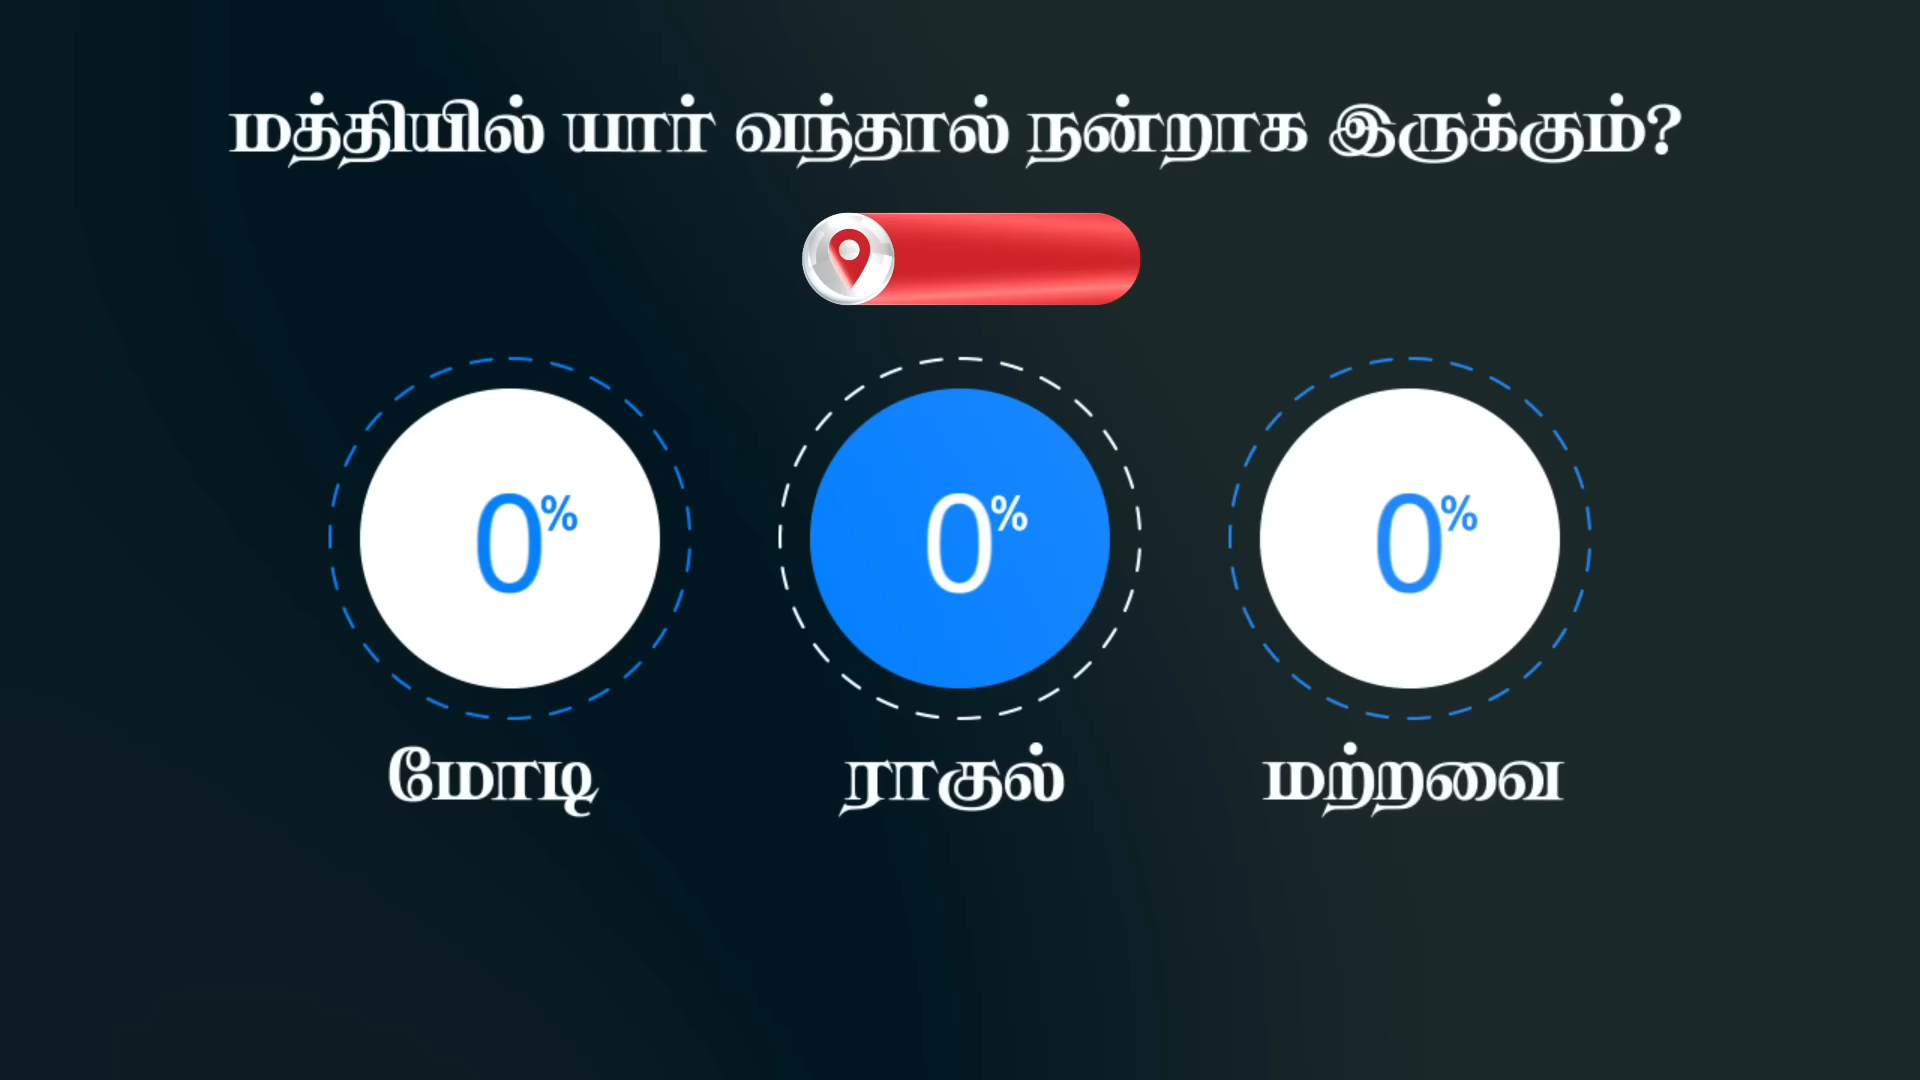 மத்தியில் யார் வந்தால் நன்றாக இருக்கும்?
0% 0% 0%
மோடி ராகுல் மற்றவை